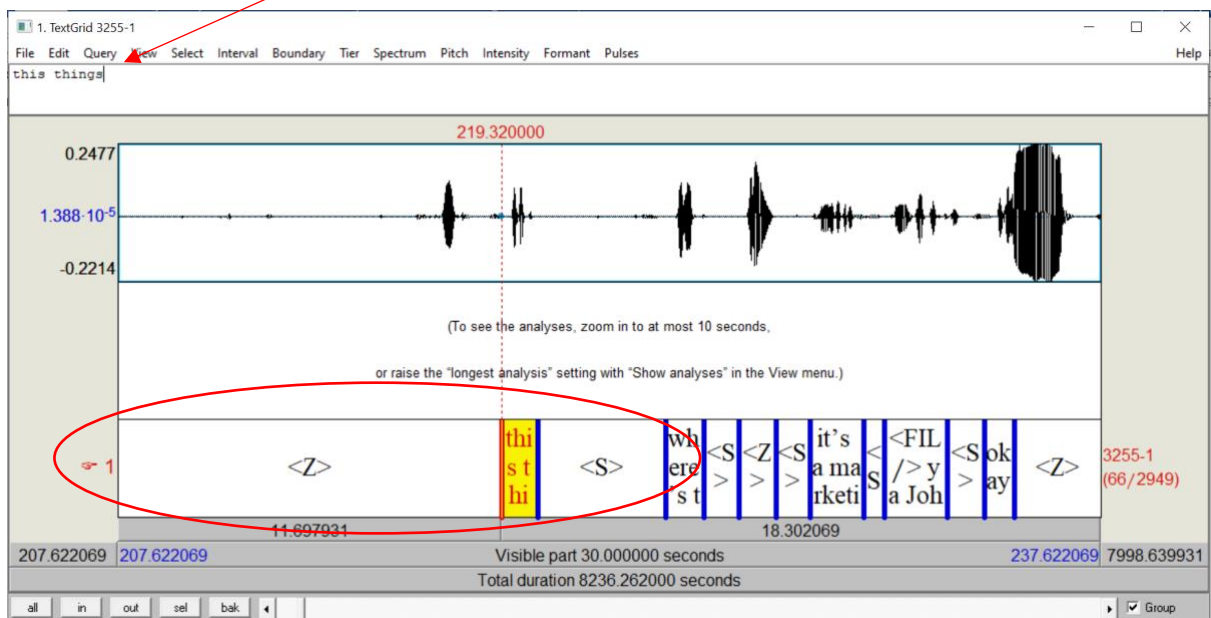 1. TextGrid 3255-1
File Edit Query View Select Interval Boundary Tier Spectrum Pitch Intensity Formant Pulses Help
this things
219.320000
0.2477
1.388·10-5
-0.2214
(To see the analyses, zoom in to at most 10 seconds,
or raise the "longest analysis" setting with "Show analyses" in the View menu.)
☞ 1
<Z>
thi
s t
hi
<S>
wh
ere
's t
<S
>
<Z
>
<S
>
it's
a ma
rketi
<
S
<FIL
/> y
a Joh
<S
>
ok
ay
<Z>
3255-1
(66/2949)
11.697931 18.302069
207.622069 207.622069 Visible part 30.000000 seconds 237.622069 7998.639931
Total duration 8236.262000 seconds
all in out sel bak Group